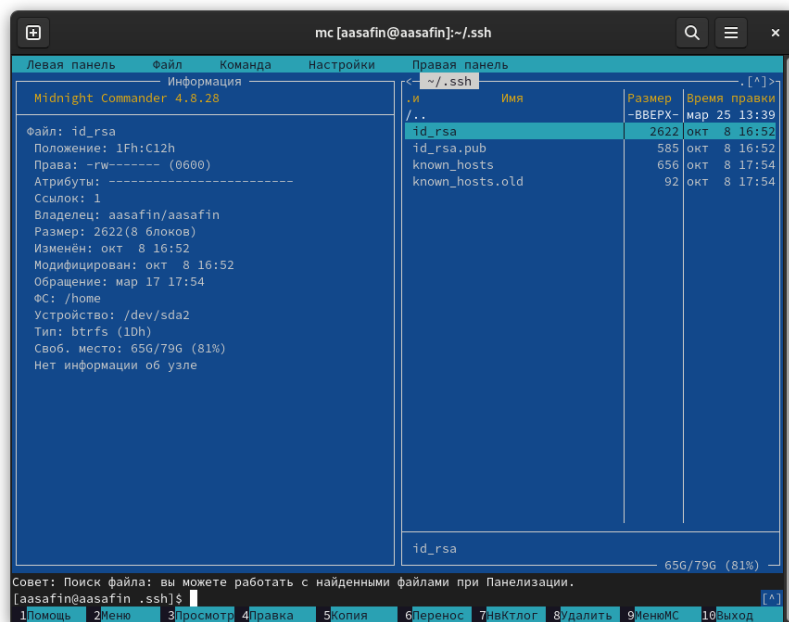 mc [aasafin@aasafin]:~/.ssh
Левая панель Файл Команда Настройки Правая панель
Информация
Midnight Commander 4.8.28
Файл: id_rsa
Положение: 1Fh:C12h
Права: -rw------- (0600)
Атрибуты: -------------------------
Ссылок: 1
Владелец: aasafin/aasafin
Размер: 2622(8 блоков)
Изменён: окт 8 16:52
Модифицирован: окт 8 16:52
Обращение: мар 17 17:54
ФС: /home
Устройство: /dev/sda2
Тип: btrfs (1Dh)
Своб. место: 65G/79G (81%)
Нет информации об узле
<- ~/.ssh .[^]>
.и Имя Размер Время правки
/.. -ВВЕРХ- мар 25 13:39
id_rsa 2622 окт 8 16:52
id_rsa.pub 585 окт 8 16:52
known_hosts 656 окт 8 17:54
known_hosts.old 92 окт 8 17:54
id_rsa
65G/79G (81%)
Совет: Поиск файла: вы можете работать с найденными файлами при Панелизации.
[aasafin@aasafin .ssh]$ [^]
1Помощь 2Меню 3Просмотр 4Правка 5Копия 6Перенос 7НвКтлог 8Удалить 9МенюМС 10Выход